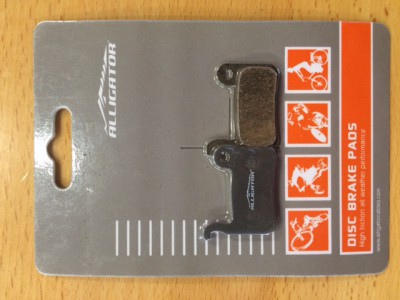 ALLIGATOR
ALLIGATOR
DISC BRAKE PADS
High friction all weather performance